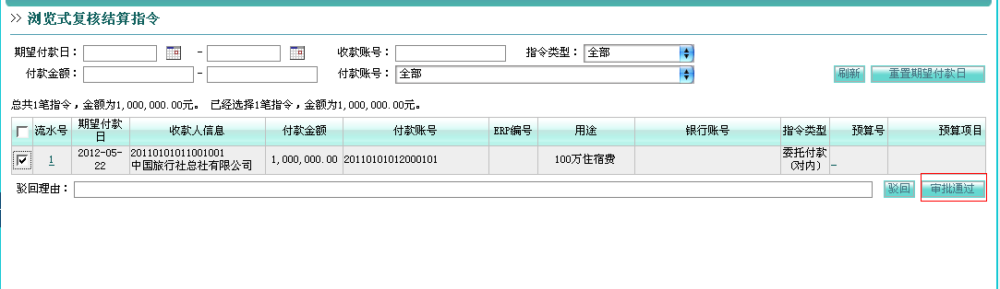 >> 浏览式复核结算指令
期望付款日： - 收款账号： 指令类型： 全部
付款金额： - 付款账号： 全部 刷新 重置期望付款日
总共1笔指令，金额为1,000,000.00元。 已经选择1笔指令，金额为1,000,000.00元。
流水号 期望付款日 收款人信息 付款金额 付款账号 ERP编号 用途 银行账号 指令类型 预算号 预算项目
1 2012-05-22 20110101011001001 中国旅行社总社有限公司 1,000,000.00 20110101012000101 100万住宿费 委托付款(对内) –
驳回理由： 驳回 审批通过